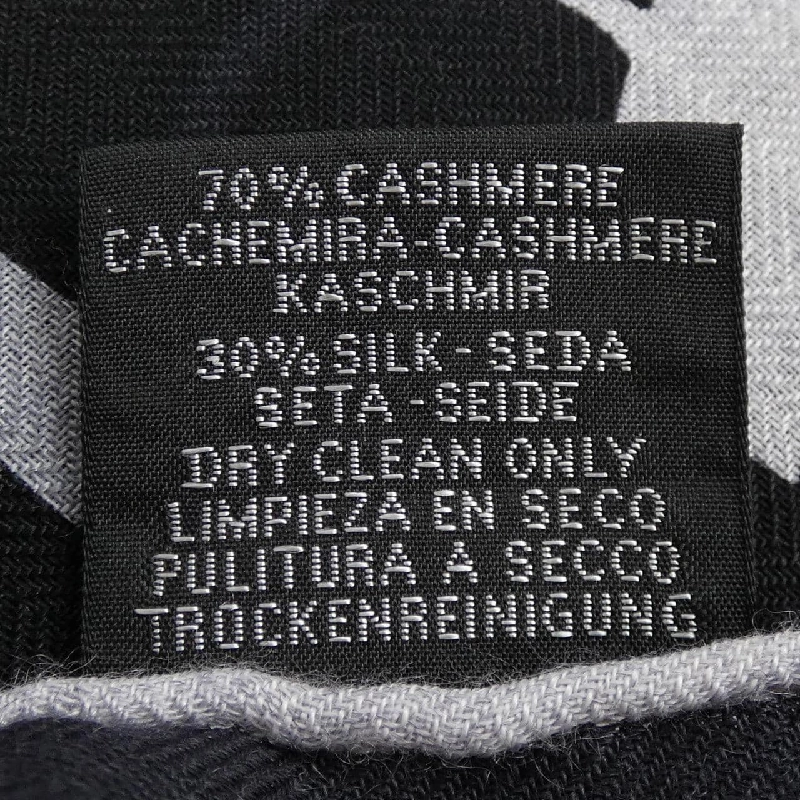 70% CASHMERE
CACHEMIRA-CASHMERE
KASCHMIR
30% SILK - SEDA
SETA - SEIDE
DRY CLEAN ONLY
LIMPIEZA EN SECO
PULITURA A SECCO
TROCKENREINIGUNG